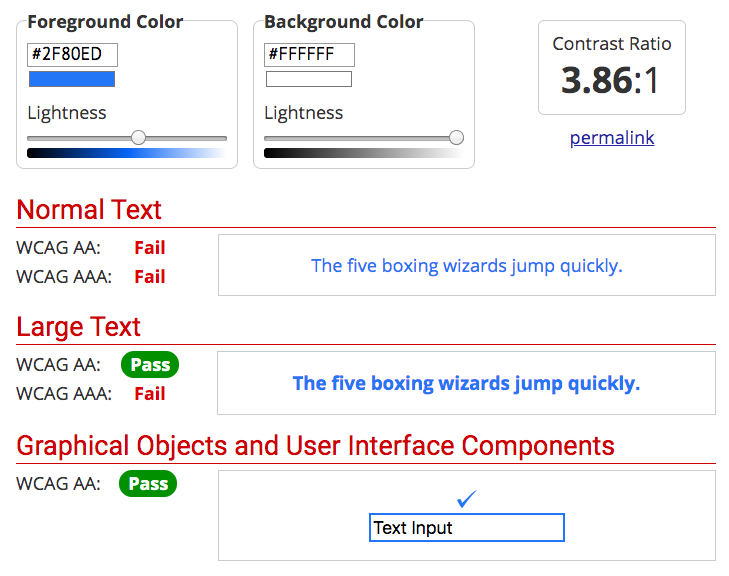 Foreground Color
#2F80ED
Lightness
Background Color
#FFFFFF
Lightness
Contrast Ratio
3.86:1
permalink
Normal Text
WCAG AA: Fail
WCAG AAA: Fail
The five boxing wizards jump quickly.
Large Text
WCAG AA: Pass
WCAG AAA: Fail
The five boxing wizards jump quickly.
Graphical Objects and User Interface Components
WCAG AA: Pass
✓
Text Input